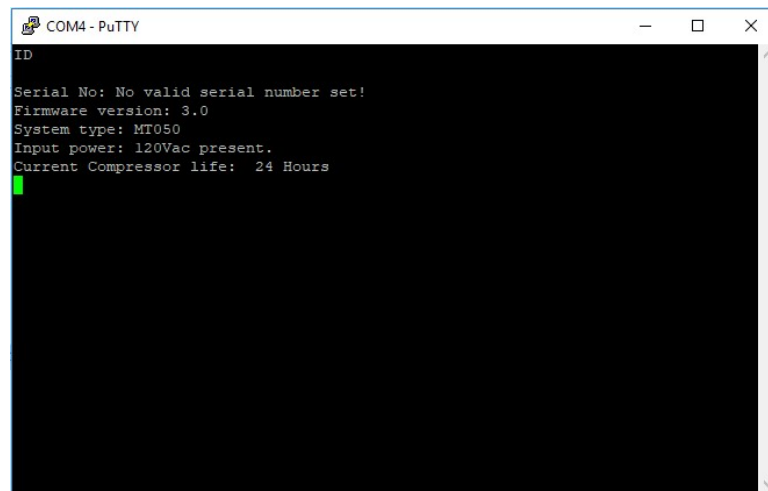 COM4 - PuTTY
ID
Serial No: No valid serial number set!
Firmware version: 3.0
System type: MT050
Input power: 120Vac present.
Current Compressor life:  24 Hours